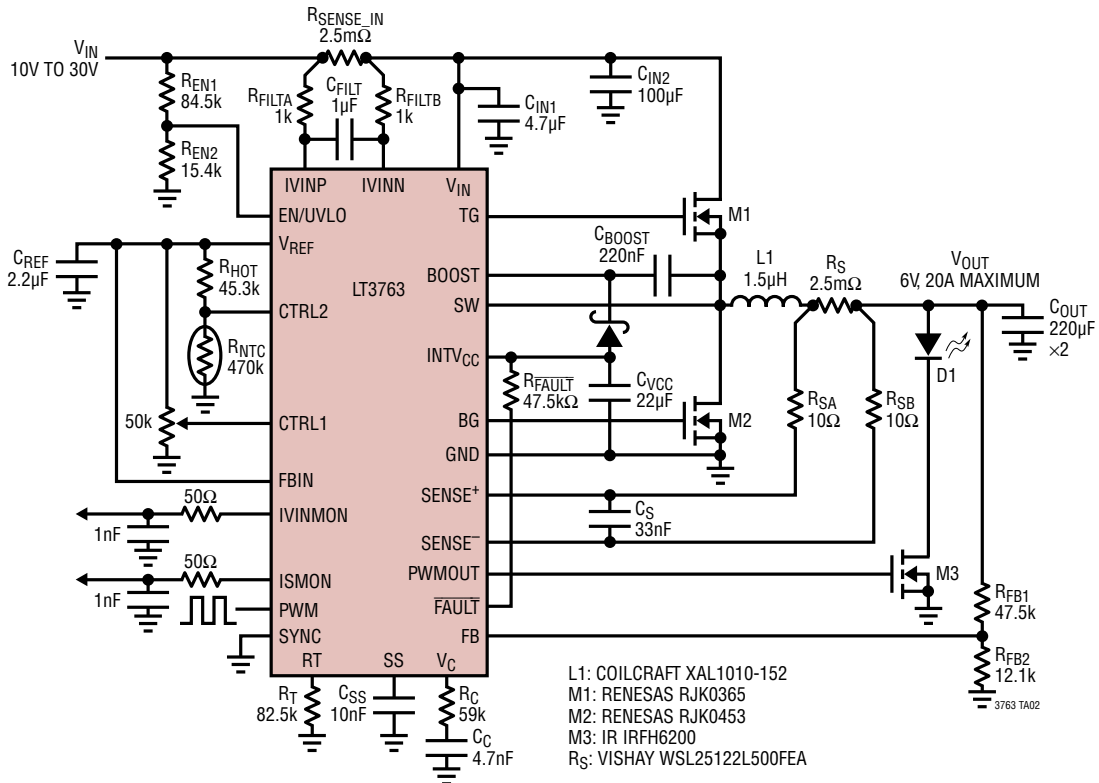 RSENSE_IN
2.5mΩ
VIN
10V TO 30V
REN1
84.5k
RFILTA
1k
CFILT
1µF
RFILTB
1k
CIN1
4.7µF
CIN2
100µF
REN2
15.4k
IVINP
IVINN
VIN
EN/UVLO
TG
M1
CREF
2.2µF
VREF
RHOT
45.3k
LT3763
CBOOST
220nF
BOOST
L1
1.5µH
RS
2.5mΩ
VOUT
6V, 20A MAXIMUM
SW
COUT
220µF
×2
CTRL2
RNTC
470k
INTVCC
RFAULT
47.5kΩ
CVCC
22µF
D1
50k
CTRL1
BG
M2
RSA
10Ω
RSB
10Ω
GND
FBIN
SENSE+
50Ω
IVINMON
1nF
CS
33nF
SENSE–
50Ω
ISMON
1nF
PWMOUT
M3
PWM
FAULT
RFB1
47.5k
SYNC
FB
RT
SS
VC
RFB2
12.1k
RT
82.5k
CSS
10nF
RC
59k
CC
4.7nF
L1: COILCRAFT XAL1010-152
M1: RENESAS RJK0365
M2: RENESAS RJK0453
M3: IR IRFH6200
RS: VISHAY WSL25122L500FEA
3763 TA02